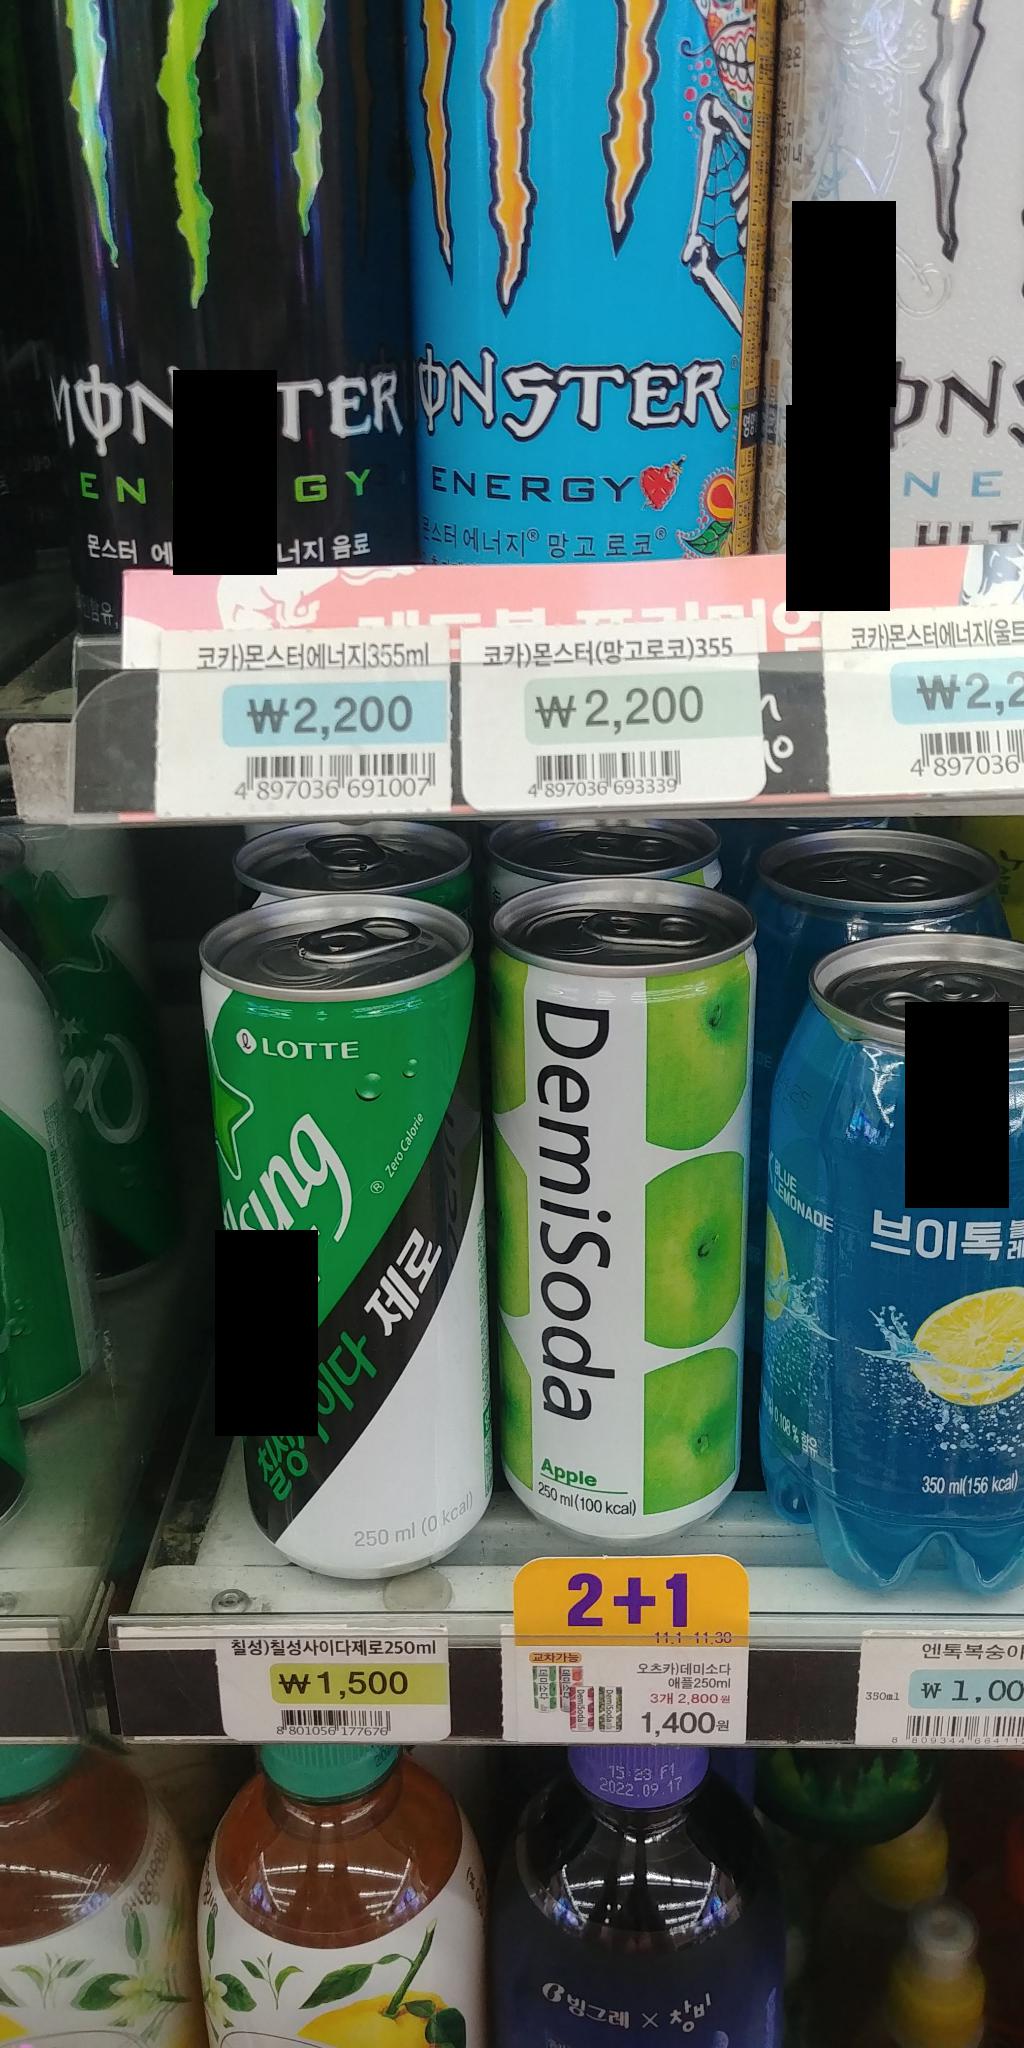 TER
EN GY
몬스터 에 너지 음료
MONSTER
ENERGY
몬스터 에너지® 망고 로코®
NE
코카)몬스터에너지355ml
₩2,200
4 897036 691007
코카)몬스터(망고로코)355
₩2,200
4 897036 693339
코카)몬스터에너지(울트
₩2,2
4 897036
LOTTE
® Zero Calorie
제로
250 ml (0 kcal)
DemiSoda
Apple
250 ml(100 kcal)
BLUE
LEMONADE
브이톡
350 ml(156 kcal)
2+1
11.1~11.30
칠성)칠성사이다제로250ml
₩1,500
8 801056 177676
교차가능
오츠카)데미소다
애플250ml
3개 2,800원
1,400원
엔톡복숭아
350ml ₩ 1,00
15:23 F1
2022.09.17
빙그레 × 창비